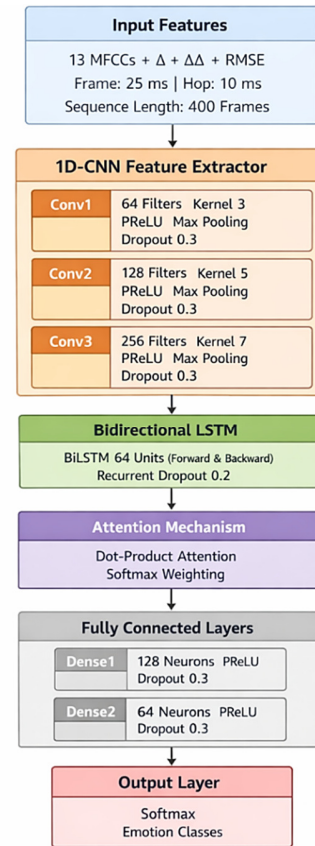 Input Features
13 MFCCs + Δ + ΔΔ + RMSE
Frame: 25 ms | Hop: 10 ms
Sequence Length: 400 Frames
1D-CNN Feature Extractor
Conv1
64 Filters Kernel 3
PReLU Max Pooling
Dropout 0.3
Conv2
128 Filters Kernel 5
PReLU Max Pooling
Dropout 0.3
Conv3
256 Filters Kernel 7
PReLU Max Pooling
Dropout 0.3
Bidirectional LSTM
BiLSTM 64 Units (Forward & Backward)
Recurrent Dropout 0.2
Attention Mechanism
Dot-Product Attention
Softmax Weighting
Fully Connected Layers
Dense1
128 Neurons PReLU
Dropout 0.3
Dense2
64 Neurons PReLU
Dropout 0.3
Output Layer
Softmax
Emotion Classes